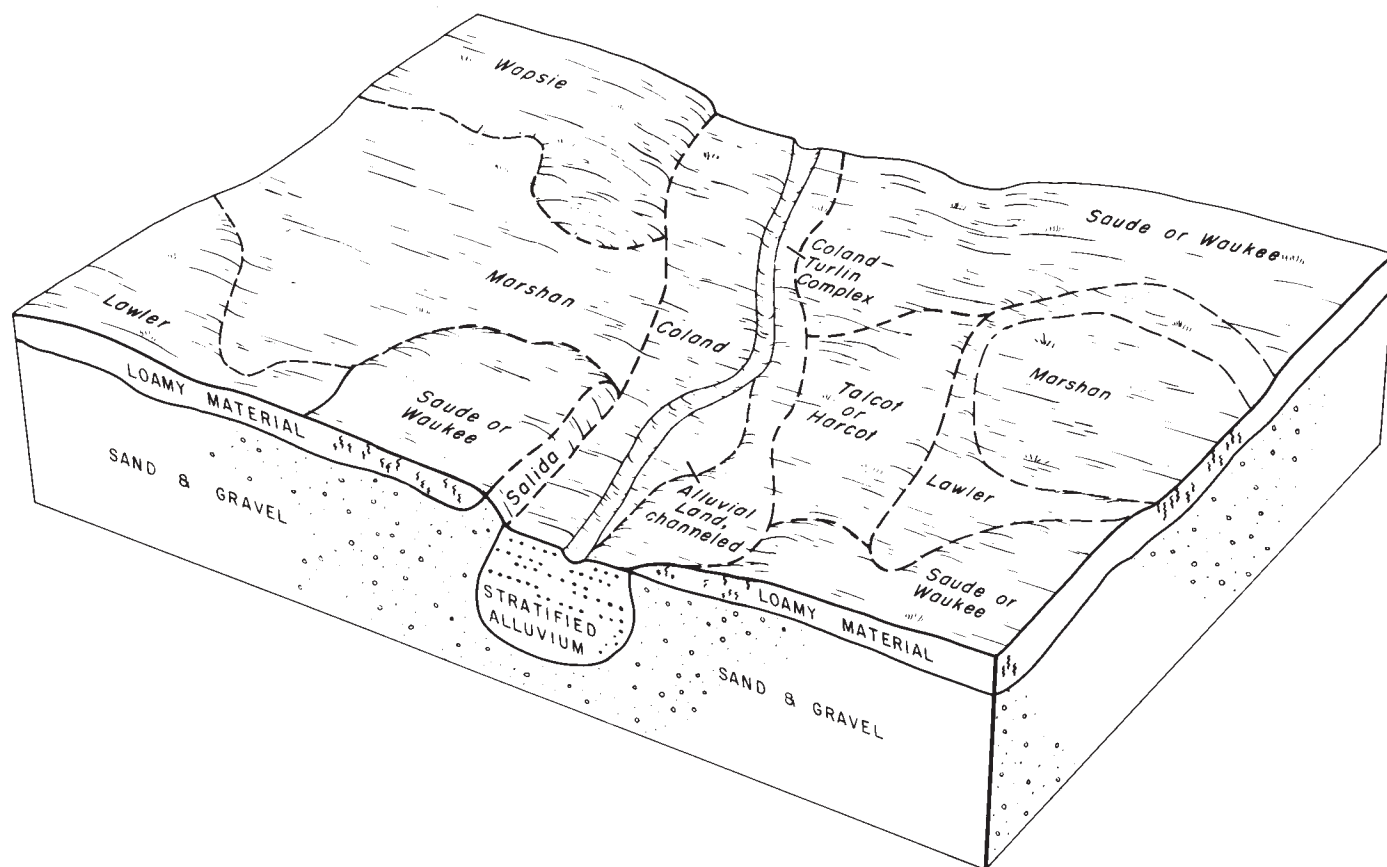 Wapsie
Saude or Waukee
Coland–
Turlin
Complex
Marshan
Lawler
Coland
Marshan
Talcot
or
Harcot
Saude or
Waukee
LOAMY MATERIAL
Salida
Lawler
Alluvial
Land,
channeled
SAND & GRAVEL
Saude or
Waukee
STRATIFIED
ALLUVIUM
LOAMY MATERIAL
SAND & GRAVEL